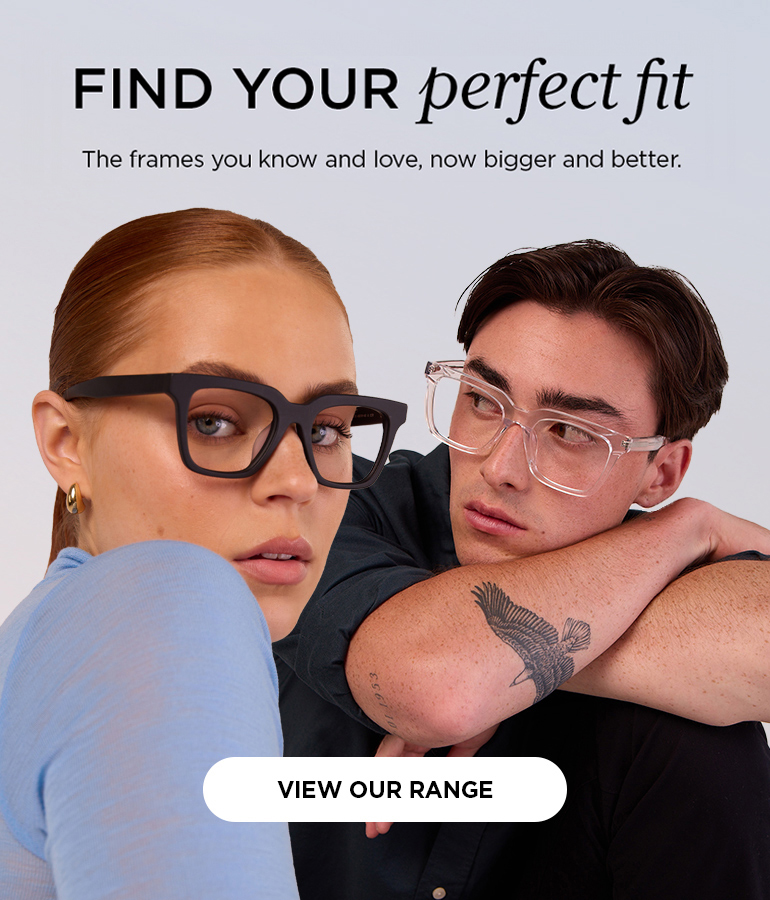 FIND YOUR perfect fit
The frames you know and love, now bigger and better.
VIEW OUR RANGE